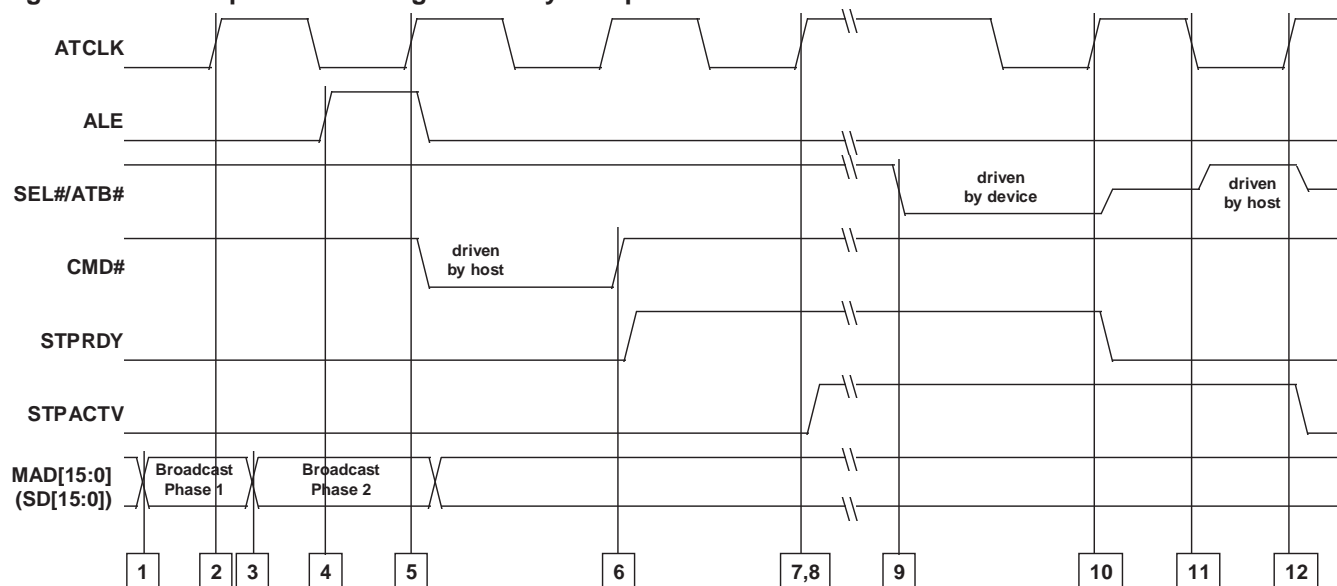 ATCLK
ALE
SEL#/ATB#
driven
by device
driven
by host
CMD#
driven
by host
STPRDY
STPACTV
MAD[15:0]
(SD[15:0])
Broadcast
Phase 1
Broadcast
Phase 2
1 2 3 4 5 6 7,8 9 10 11 12